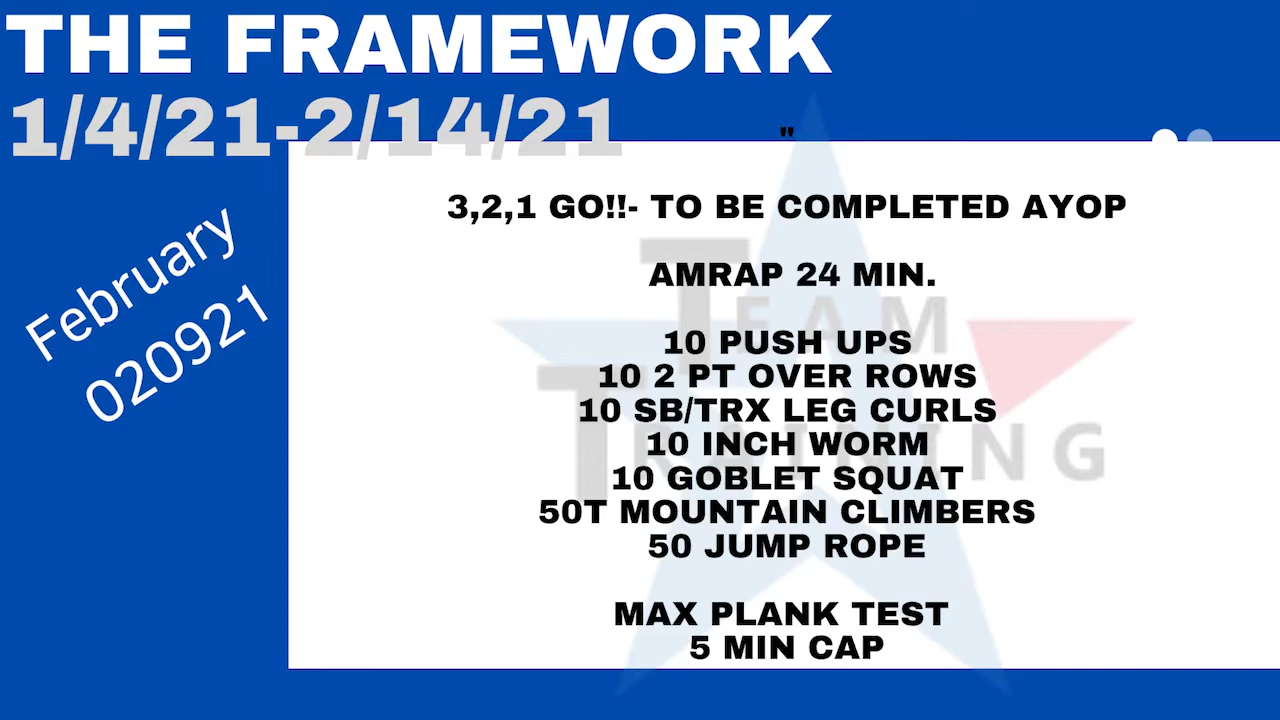 THE FRAMEWORK
1/4/21-2/14/21
February
020921
"
3,2,1 GO!!- TO BE COMPLETED AYOP
AMRAP 24 MIN.
10 PUSH UPS
10 2 PT OVER ROWS
10 SB/TRX LEG CURLS
10 INCH WORM
10 GOBLET SQUAT
50T MOUNTAIN CLIMBERS
50 JUMP ROPE
MAX PLANK TEST
5 MIN CAP
TEAM
TRAINING